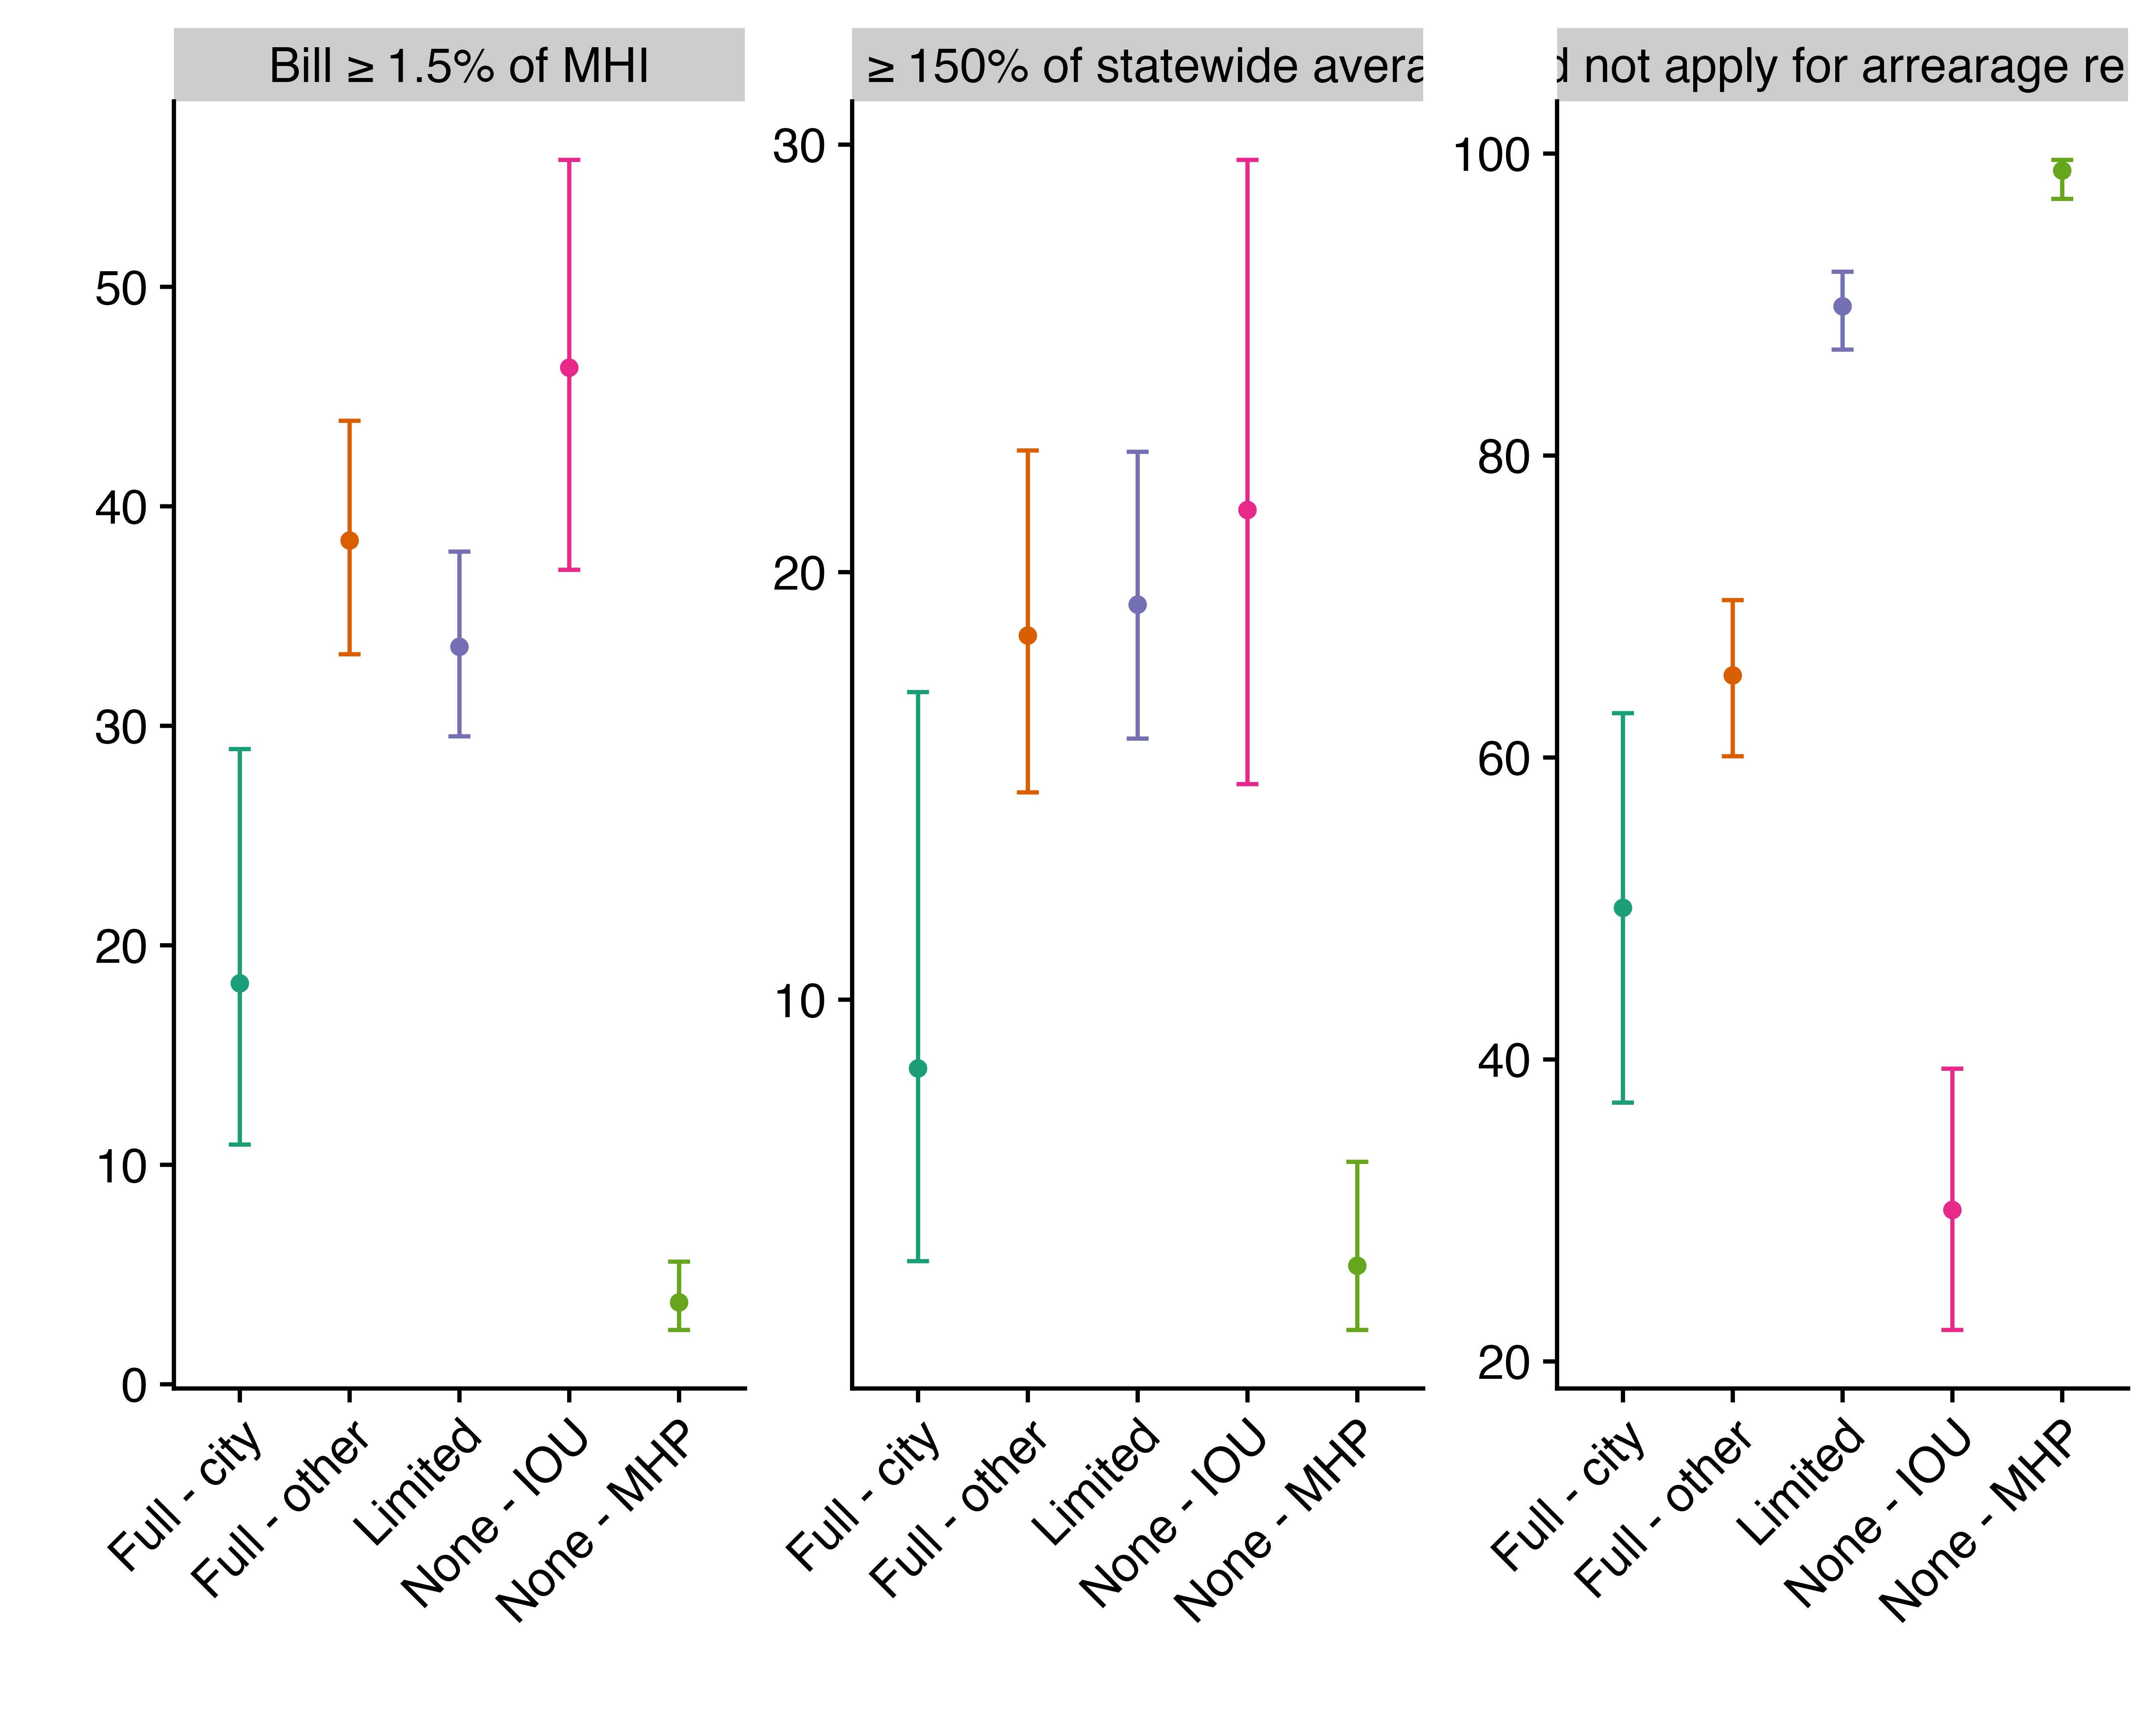 Bill ≥ 1.5% of MHI
≥ 150% of statewide avera
d not apply for arrearage re
50
40
30
20
10
0
Full - city
Full - other
Limited
None - IOU
None - MHP
30
20
10
Full - city
Full - other
Limited
None - IOU
None - MHP
100
80
60
40
20
Full - city
Full - other
Limited
None - IOU
None - MHP